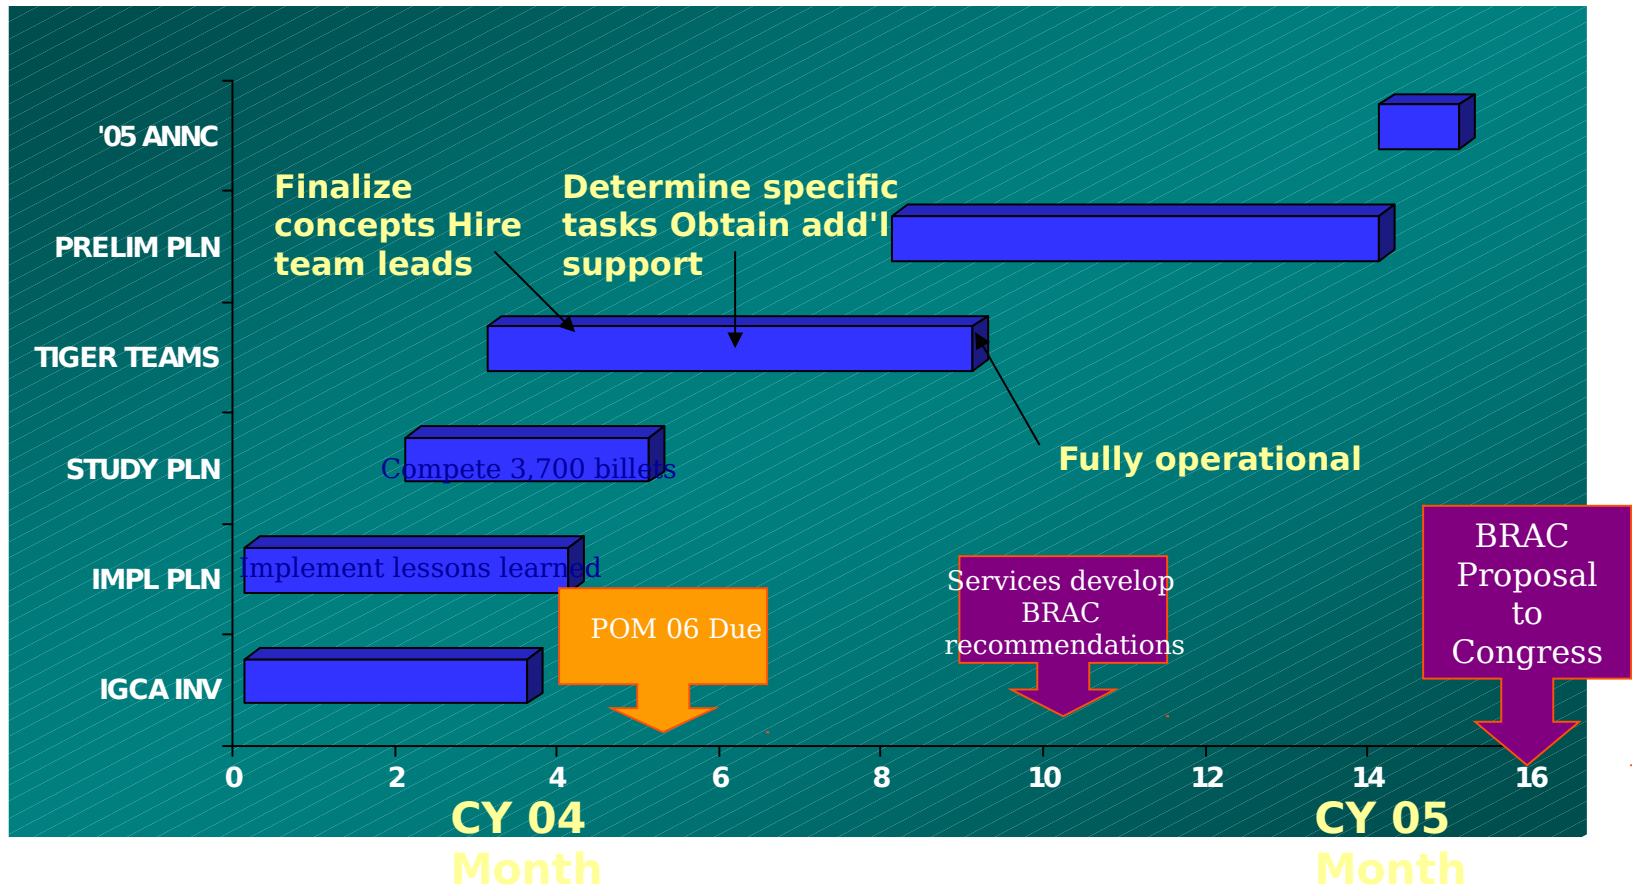 '05 ANNC
Finalize
concepts Hire
team leads
Determine specific
tasks Obtain add'l
support
PRELIM PLN
TIGER TEAMS
Fully operational
STUDY PLN
Compete 3,700 billets
IMPL PLN
Implement lessons learned
POM 06 Due
Services develop
BRAC
recommendations
BRAC
Proposal
to
Congress
IGCA INV
0 2 4 6 8 10 12 14 16
CY 04
Month
CY 05
Month